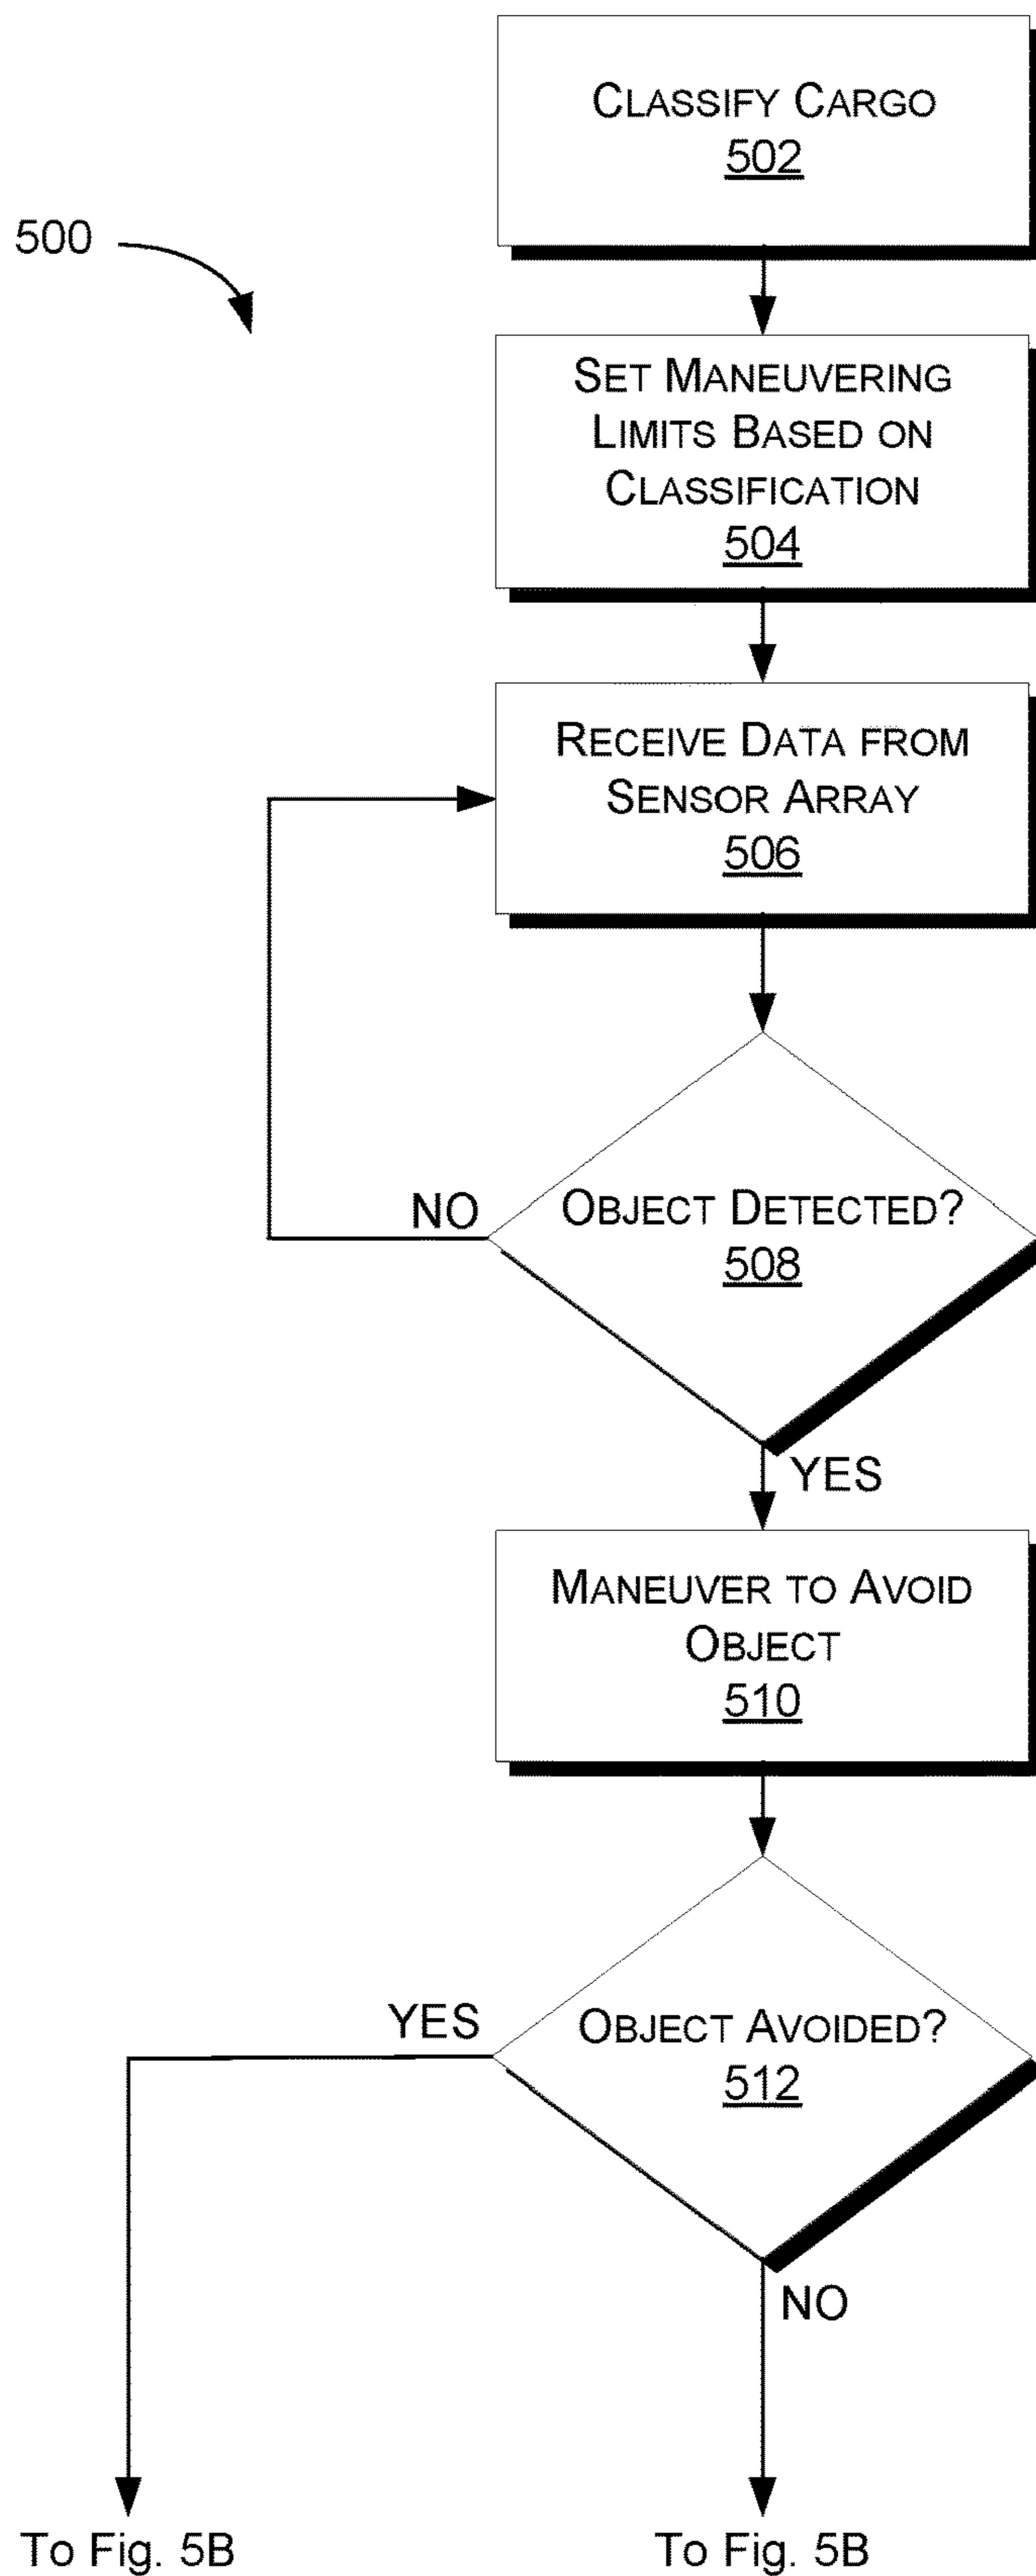 CLASSIFY CARGO
502
500
SET MANEUVERING
LIMITS BASED ON
CLASSIFICATION
504
RECEIVE DATA FROM
SENSOR ARRAY
506
NO
OBJECT DETECTED?
508
YES
MANEUVER TO AVOID
OBJECT
510
YES
OBJECT AVOIDED?
512
NO
To Fig. 5B
To Fig. 5B